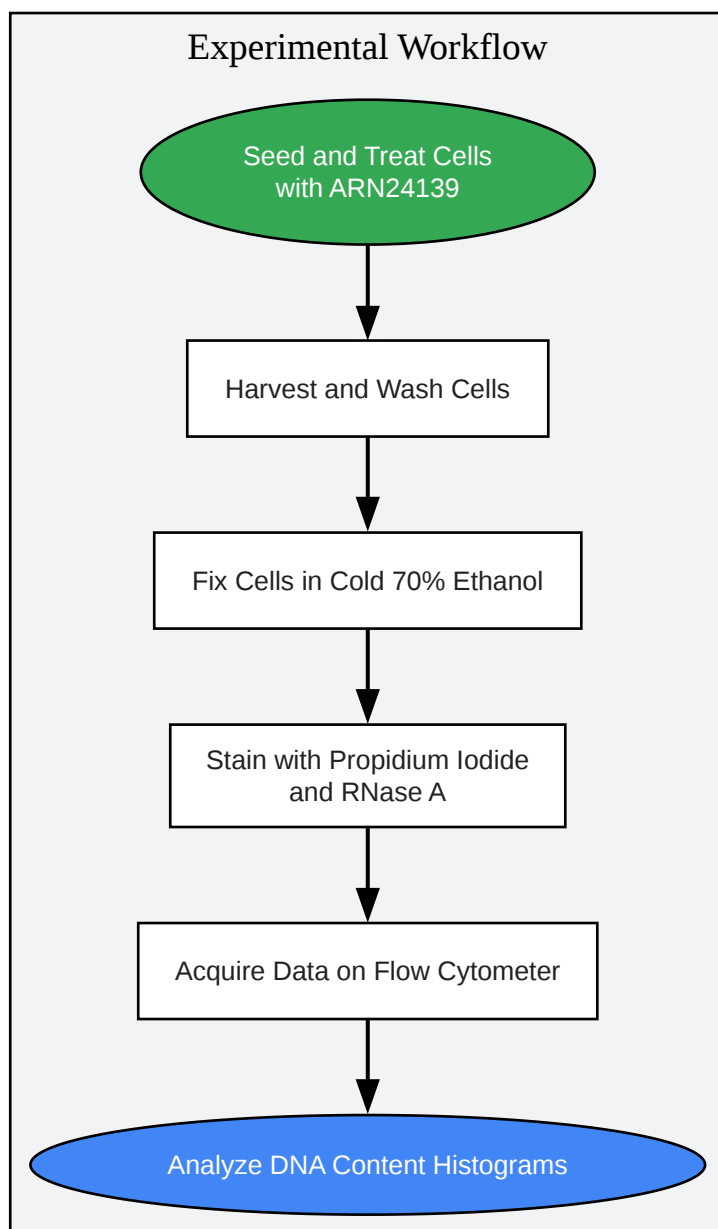 Experimental Workflow
Seed and Treat Cells
with ARN24139
Harvest and Wash Cells
Fix Cells in Cold 70% Ethanol
Stain with Propidium Iodide
and RNase A
Acquire Data on Flow Cytometer
Analyze DNA Content Histograms